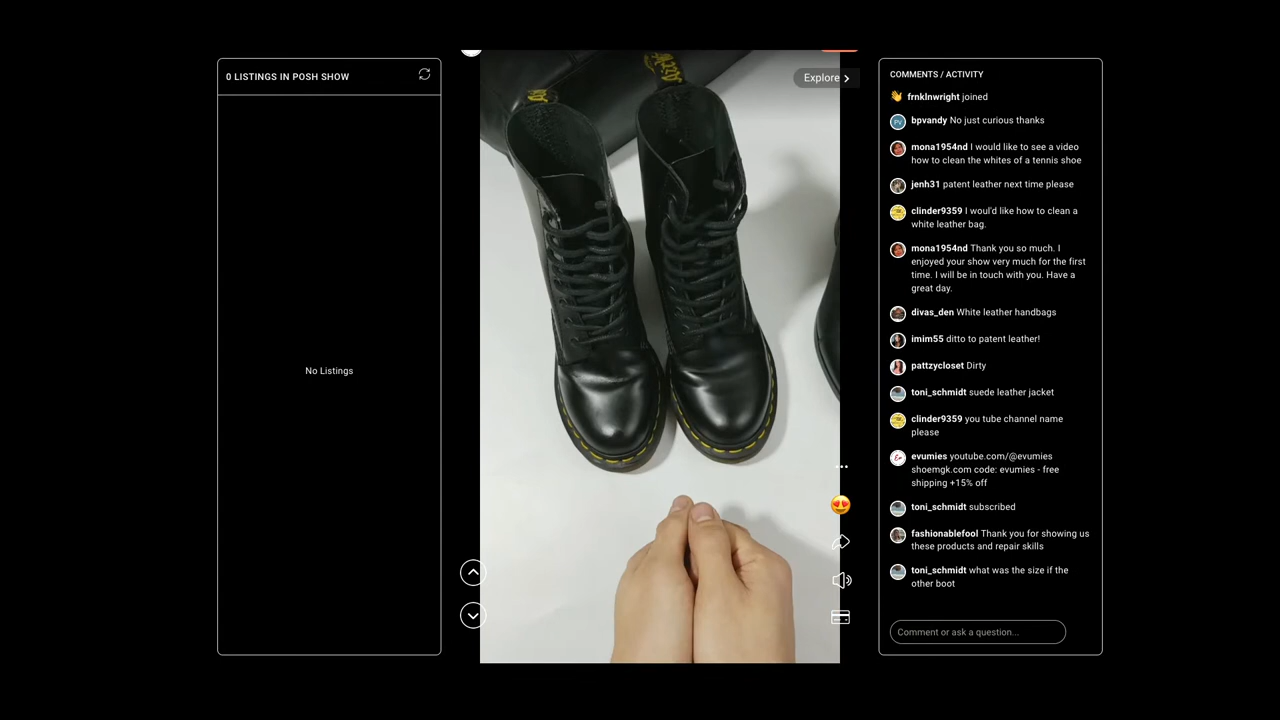 0 LISTINGS IN POSH SHOW
No Listings
Explore
COMMENTS / ACTIVITY
frnklnwright joined
PV
bpvandy No just curious thanks
mona1954nd I would like to see a video
how to clean the whites of a tennis shoe
jenh31 patent leather next time please
clinder9359 I woul'd like how to clean a
white leather bag.
mona1954nd Thank you so much. I
enjoyed your show very much for the first
time. I will be in touch with you. Have a
great day.
divas_den White leather handbags
imim55 ditto to patent leather!
pattzycloset Dirty
toni_schmidt suede leather jacket
clinder9359 you tube channel name
please
evumies youtube.com/@evumies
shoemgk.com code: evumies - free
shipping +15% off
toni_schmidt subscribed
fashionablefool Thank you for showing us
these products and repair skills
toni_schmidt what was the size if the
other boot
Comment or ask a question...